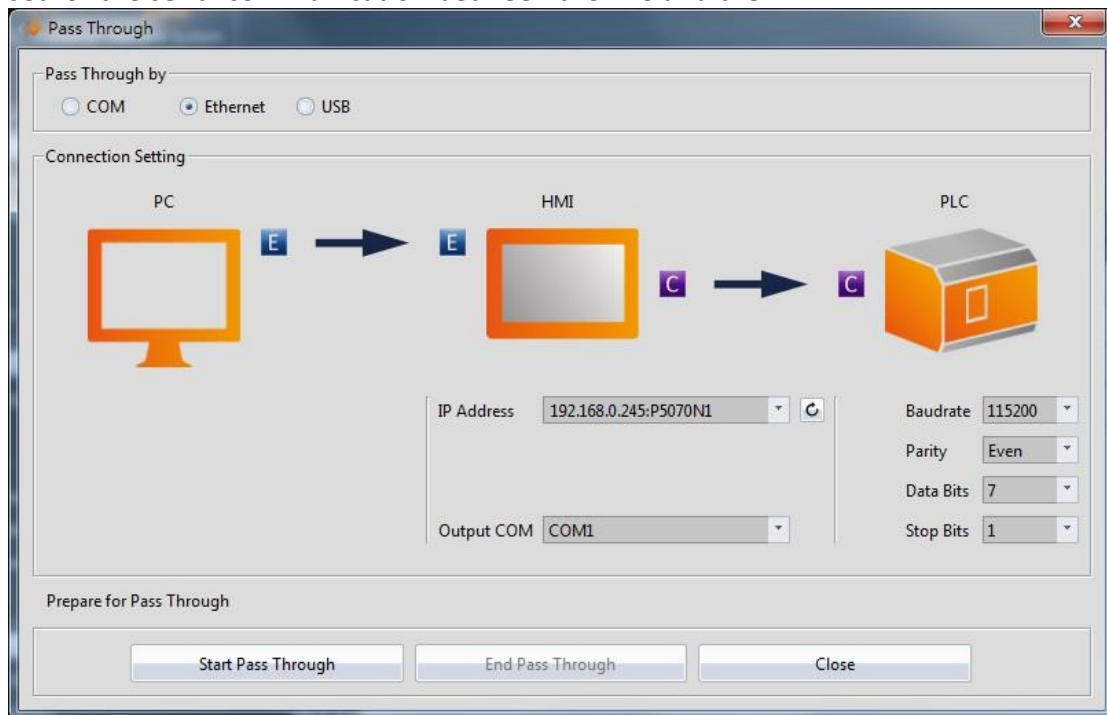 Pass Through
Pass Through by
COM Ethernet USB
Connection Setting
PC HMI PLC
E E
C C
IP Address 192.168.0.245:P5070N1 Baudrate 115200
Parity Even
Data Bits 7
Output COM COM1 Stop Bits 1
Prepare for Pass Through
Start Pass Through End Pass Through Close